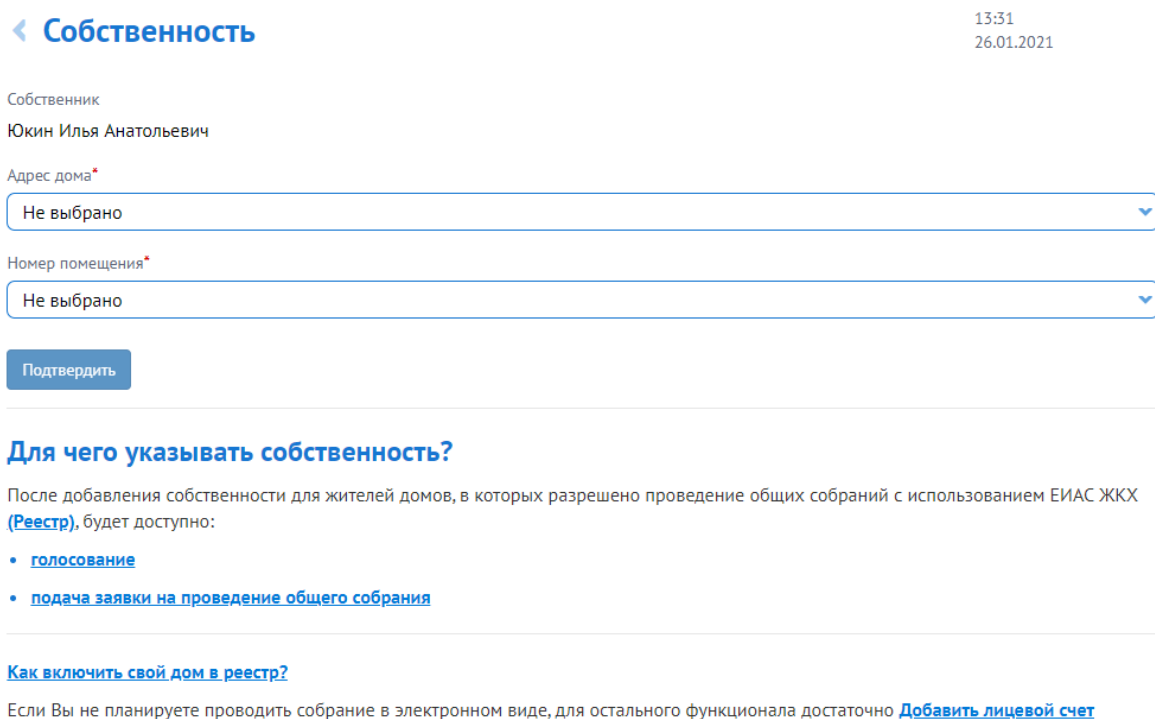 Собственность
13:31
26.01.2021
Собственник
Юкин Илья Анатольевич
Адрес дома*
Не выбрано
Номер помещения*
Не выбрано
Подтвердить
Для чего указывать собственность?
После добавления собственности для жителей домов, в которых разрешено проведение общих собраний с использованием ЕИАС ЖКХ
(Реестр), будет доступно:
• голосование
• подача заявки на проведение общего собрания
Как включить свой дом в реестр?
Если Вы не планируете проводить собрание в электронном виде, для остального функционала достаточно Добавить лицевой счет